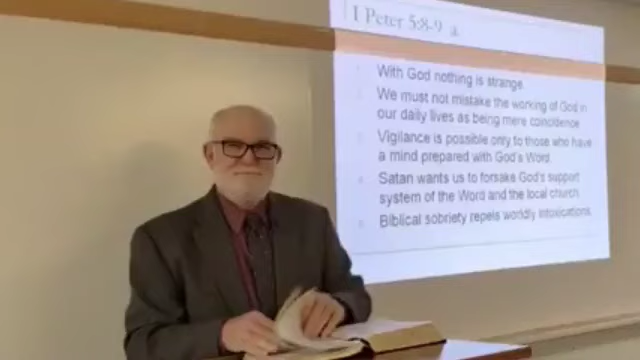 I Peter 5:8-9 a
With God nothing is strange
We must not mistake the working of God in
our daily lives as being mere coincidence
Vigilance is possible only to those who have
a mind prepared with God's Word.
Satan wants us to forsake God's support
system of the Word and the local church
Biblical sobriety repels worldly intoxications